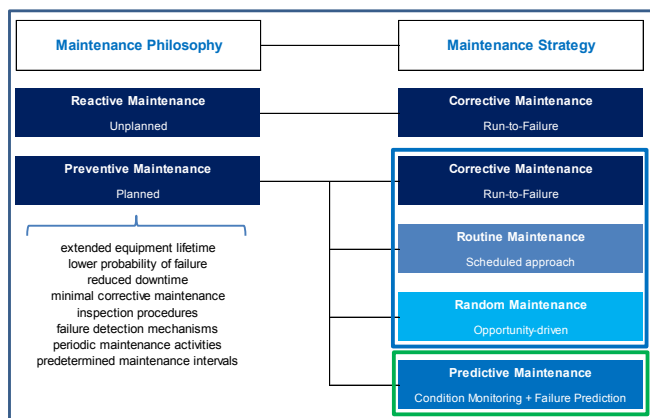 Maintenance Philosophy
Maintenance Strategy
Reactive Maintenance
Unplanned
Corrective Maintenance
Run-to-Failure
Preventive Maintenance
Planned
Corrective Maintenance
Run-to-Failure
extended equipment lifetime
lower probability of failure
reduced downtime
minimal corrective maintenance
inspection procedures
failure detection mechanisms
periodic maintenance activities
predetermined maintenance intervals
Routine Maintenance
Scheduled approach
Random Maintenance
Opportunity-driven
Predictive Maintenance
Condition Monitoring + Failure Prediction